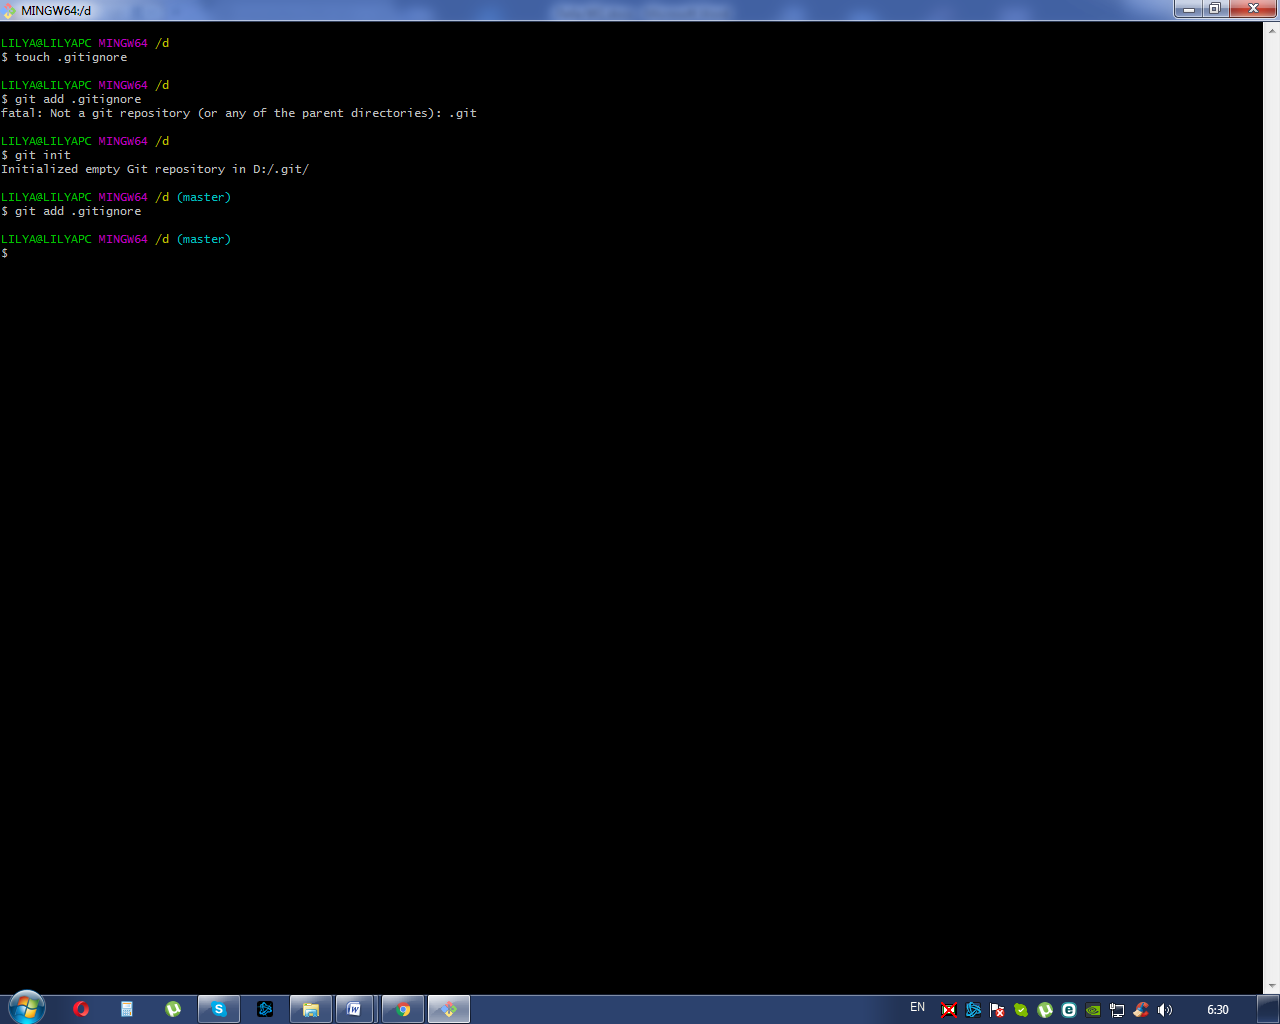 MINGW64:/d
LILYA@LILYAPC MINGW64 /d
$ touch .gitignore
LILYA@LILYAPC MINGW64 /d
$ git add .gitignore
fatal: Not a git repository (or any of the parent directories): .git
LILYA@LILYAPC MINGW64 /d
$ git init
Initialized empty Git repository in D:/.git/
LILYA@LILYAPC MINGW64 /d (master)
$ git add .gitignore
LILYA@LILYAPC MINGW64 /d (master)
$
EN 6:30